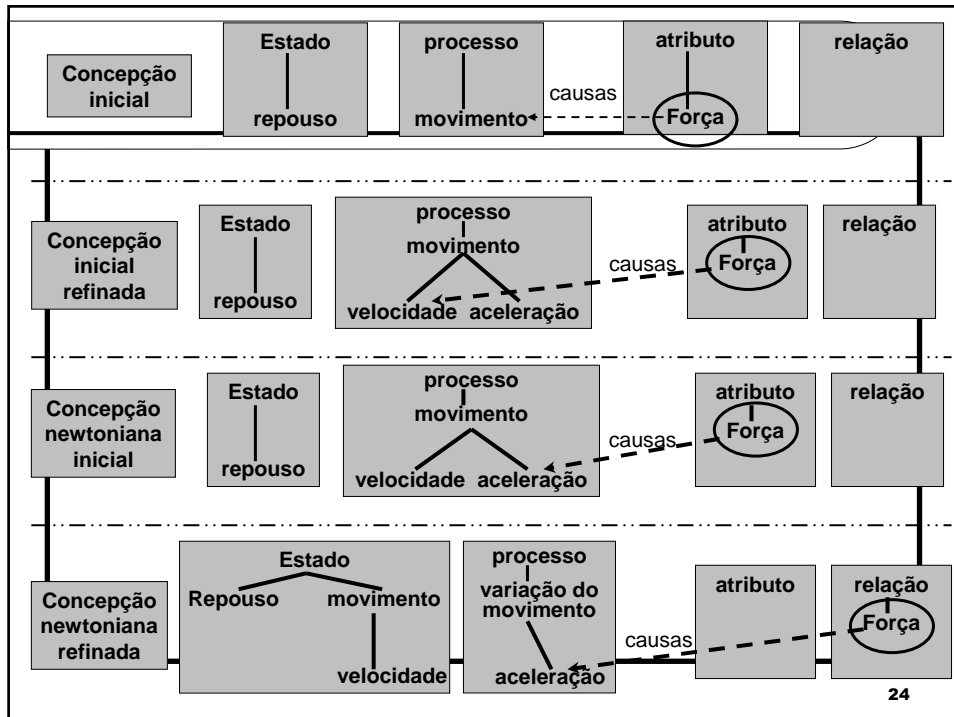 Concepção
inicial
Estado
repouso
processo
movimento
causas
atributo
Força
relação
Concepção
inicial
refinada
Estado
repouso
processo
movimento
velocidade aceleração
causas
atributo
Força
relação
Concepção
newtoniana
inicial
Estado
repouso
processo
movimento
velocidade aceleração
causas
atributo
Força
relação
Concepção
newtoniana
refinada
Estado
Repouso movimento
velocidade
processo
variação do
movimento
aceleração
causas
atributo
relação
Força
24